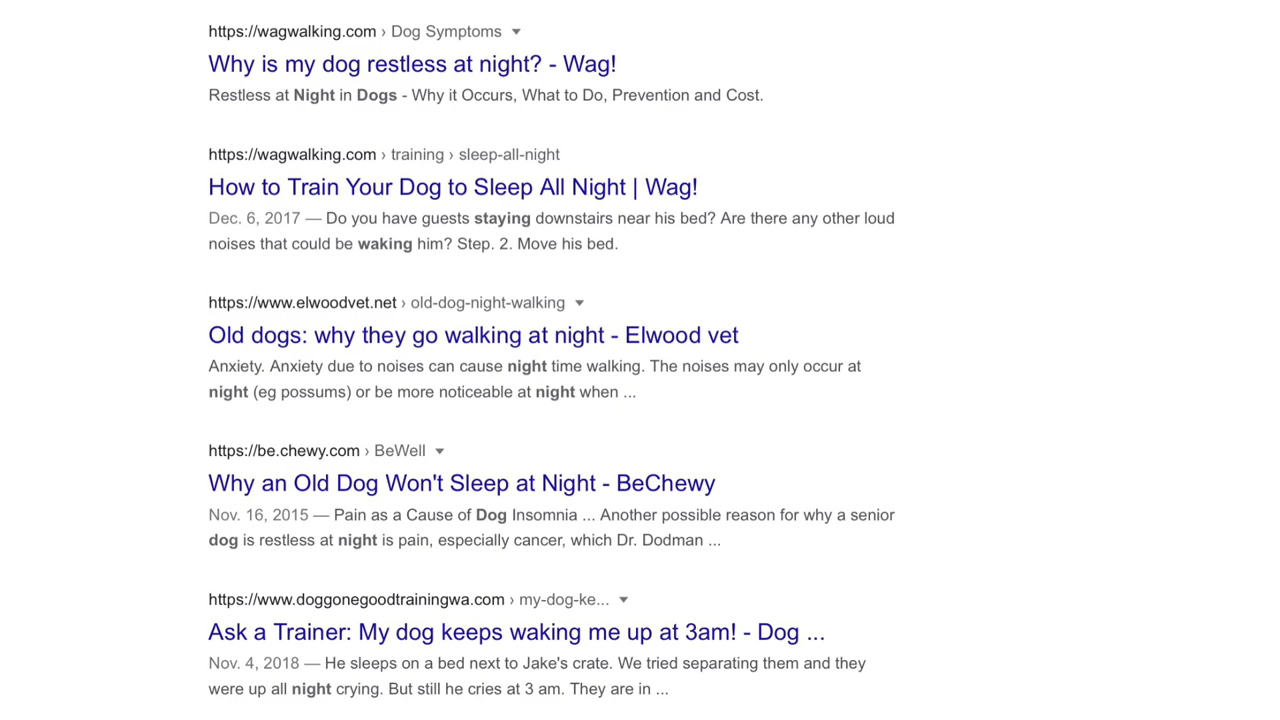 https://wagwalking.com › Dog Symptoms
Why is my dog restless at night? - Wag!
Restless at Night in Dogs - Why it Occurs, What to Do, Prevention and Cost.
https://wagwalking.com › training › sleep-all-night
How to Train Your Dog to Sleep All Night | Wag!
Dec. 6, 2017 — Do you have guests staying downstairs near his bed? Are there any other loud
noises that could be waking him? Step. 2. Move his bed.
https://www.elwoodvet.net › old-dog-night-walking
Old dogs: why they go walking at night - Elwood vet
Anxiety. Anxiety due to noises can cause night time walking. The noises may only occur at
night (eg possums) or be more noticeable at night when ...
https://be.chewy.com › BeWell
Why an Old Dog Won't Sleep at Night - BeChewy
Nov. 16, 2015 — Pain as a Cause of Dog Insomnia ... Another possible reason for why a senior
dog is restless at night is pain, especially cancer, which Dr. Dodman ...
https://www.doggonegoodtrainingwa.com › my-dog-ke...
Ask a Trainer: My dog keeps waking me up at 3am! - Dog ...
Nov. 4, 2018 — He sleeps on a bed next to Jake's crate. We tried separating them and they
were up all night crying. But still he cries at 3 am. They are in ...